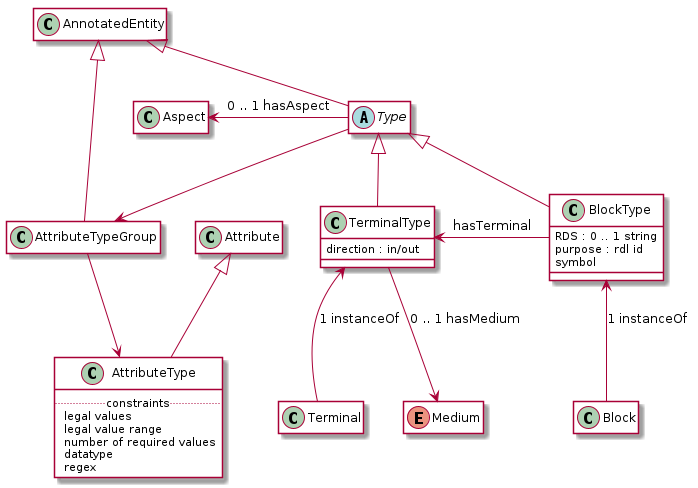 C AnnotatedEntity
C Aspect
0 .. 1 hasAspect
A Type
C AttributeTypeGroup
C Attribute
C TerminalType
direction : in/out
hasTerminal
C BlockType
RDS : 0 .. 1 string
purpose : rdl id
symbol
1 instanceOf
0 .. 1 hasMedium
1 instanceOf
C AttributeType
constraints
legal values
legal value range
number of required values
datatype
regex
C Terminal
E Medium
C Block